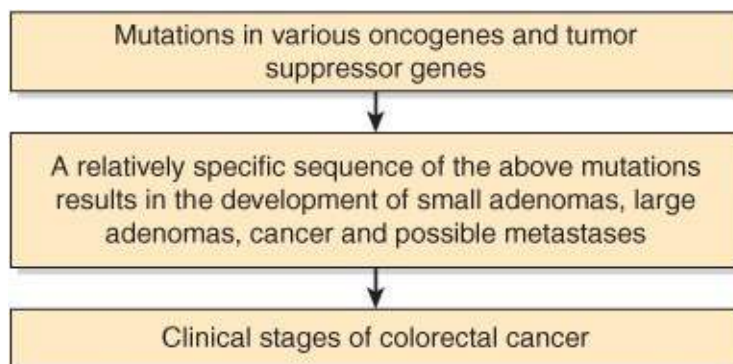 Mutations in various oncogenes and tumor
suppressor genes
A relatively specific sequence of the above mutations
results in the development of small adenomas, large
adenomas, cancer and possible metastases
Clinical stages of colorectal cancer